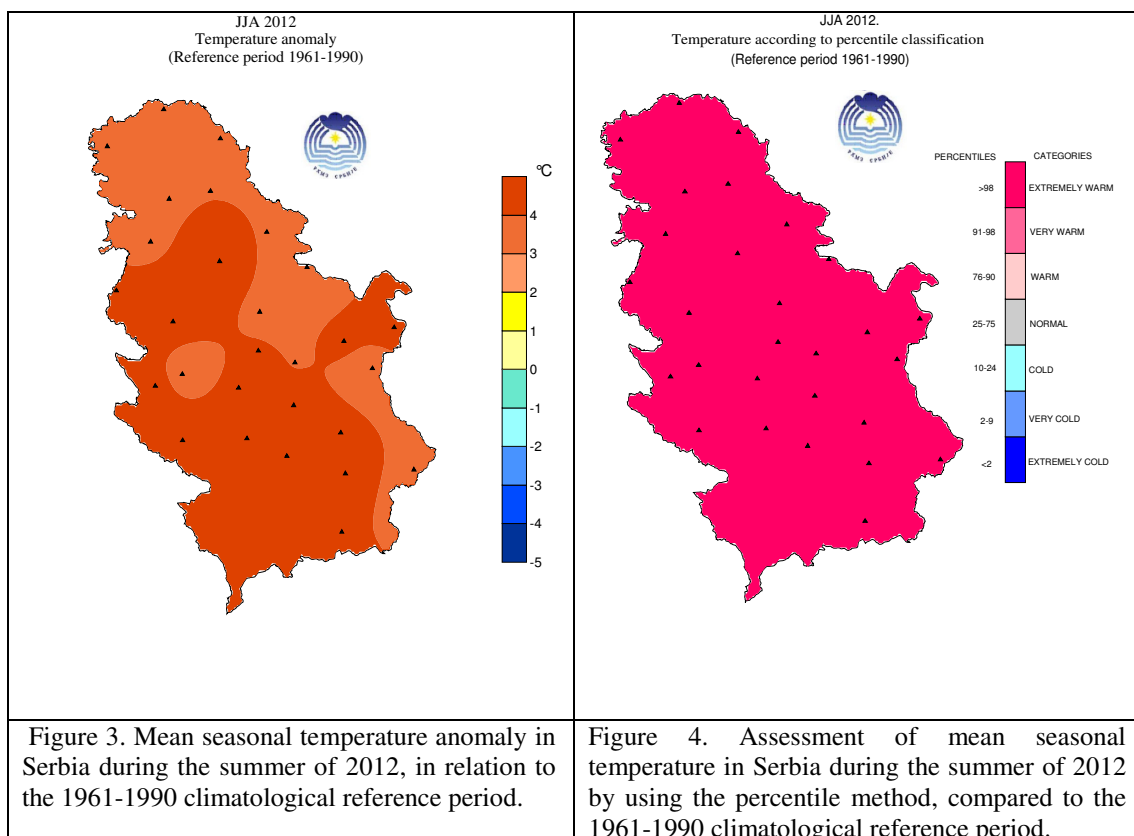 JJA 2012
Temperature anomaly
(Reference period 1961-1990)
°C
4
3
2
1
0
-1
-2
-3
-4
-5
JJA 2012.
Temperature according to percentile classification
(Reference period 1961-1990)
PERCENTILES CATEGORIES
>98 EXTREMELY WARM
91-98 VERY WARM
76-90 WARM
25-75 NORMAL
10-24 COLD
2-9 VERY COLD
<2 EXTREMELY COLD
Figure 3. Mean seasonal temperature anomaly in
Serbia during the summer of 2012, in relation to
the 1961-1990 climatological reference period.
Figure 4. Assessment of mean seasonal
temperature in Serbia during the summer of 2012
by using the percentile method, compared to the
1961-1990 climatological reference period.